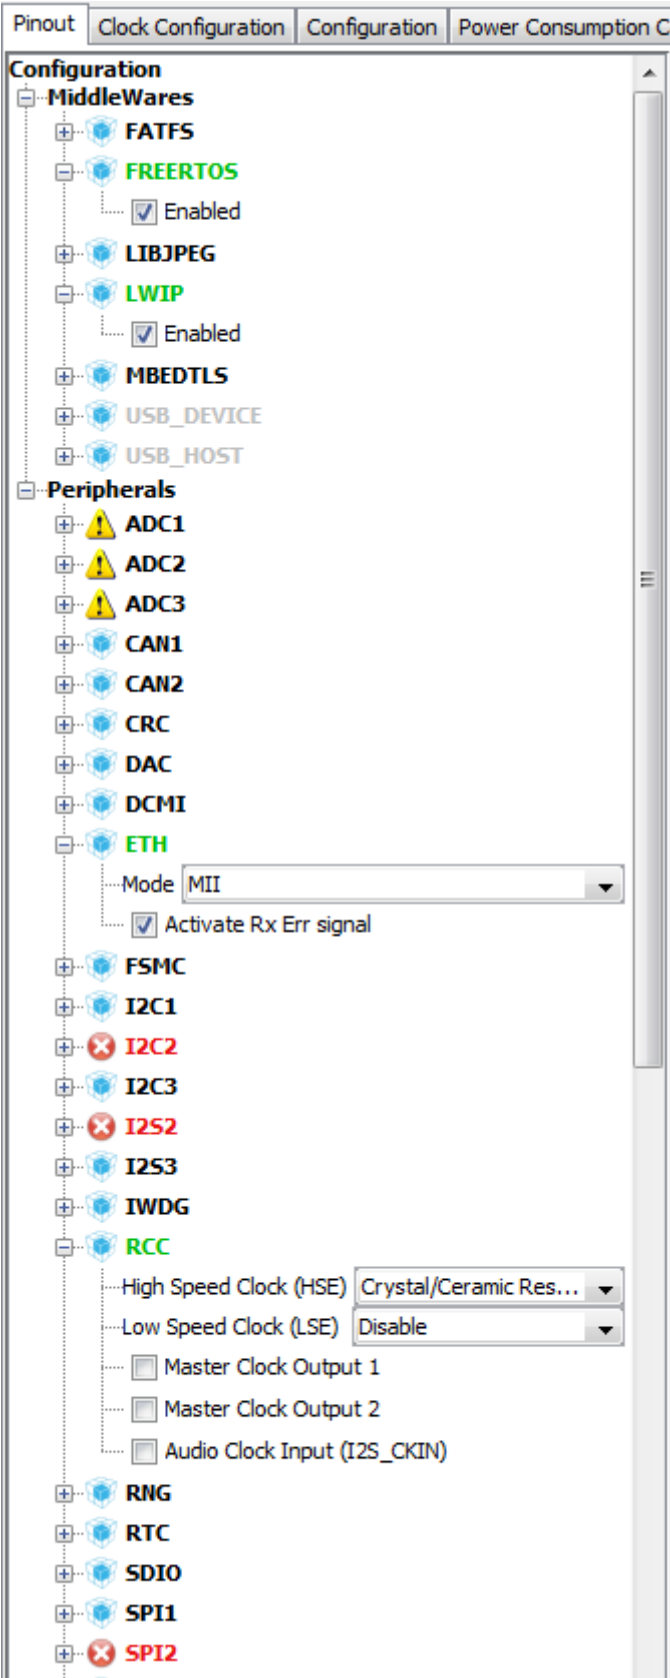 Pinout Clock Configuration Configuration Power Consumption C
Configuration
MiddleWares
FATFS
FREERTOS
Enabled
LIBJPEG
LWIP
Enabled
MBEDTLS
USB_DEVICE
USB_HOST
Peripherals
ADC1
ADC2
ADC3
CAN1
CAN2
CRC
DAC
DCMI
ETH
Mode MII
Activate Rx Err signal
FSMC
I2C1
I2C2
I2C3
I2S2
I2S3
IWDG
RCC
High Speed Clock (HSE) Crystal/Ceramic Res...
Low Speed Clock (LSE) Disable
Master Clock Output 1
Master Clock Output 2
Audio Clock Input (I2S_CKIN)
RNG
RTC
SDIO
SPI1
SPI2